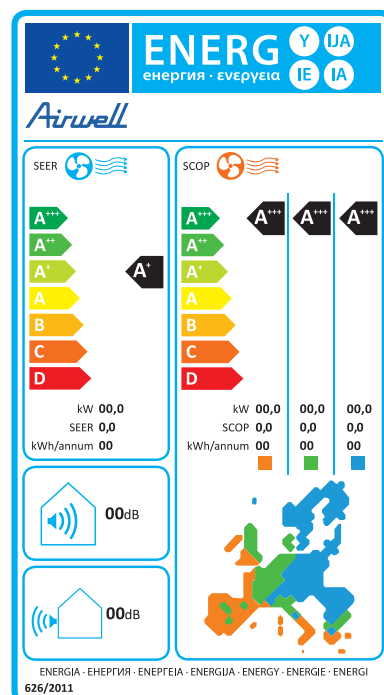 ENERG
енергия · ενεργεια
Y
IJA
IE
IA
Airwell
SEER
A+++
A++
A+
A
B
C
D
A+
kW 00,0
SEER 0,0
kWh/annum 00
SCOP
A+++
A++
A+
A
B
C
D
A+++
A+++
A+++
kW 00,0 00,0 00,0
SCOP 0,0 0,0 0,0
kWh/annum 00 00 00
00dB
00dB
ENERGIA · ЕНЕРГИЯ · ΕΝΕΡΓΕΙΑ · ENERGIJA · ENERGY · ENERGIE · ENERGI
626/2011